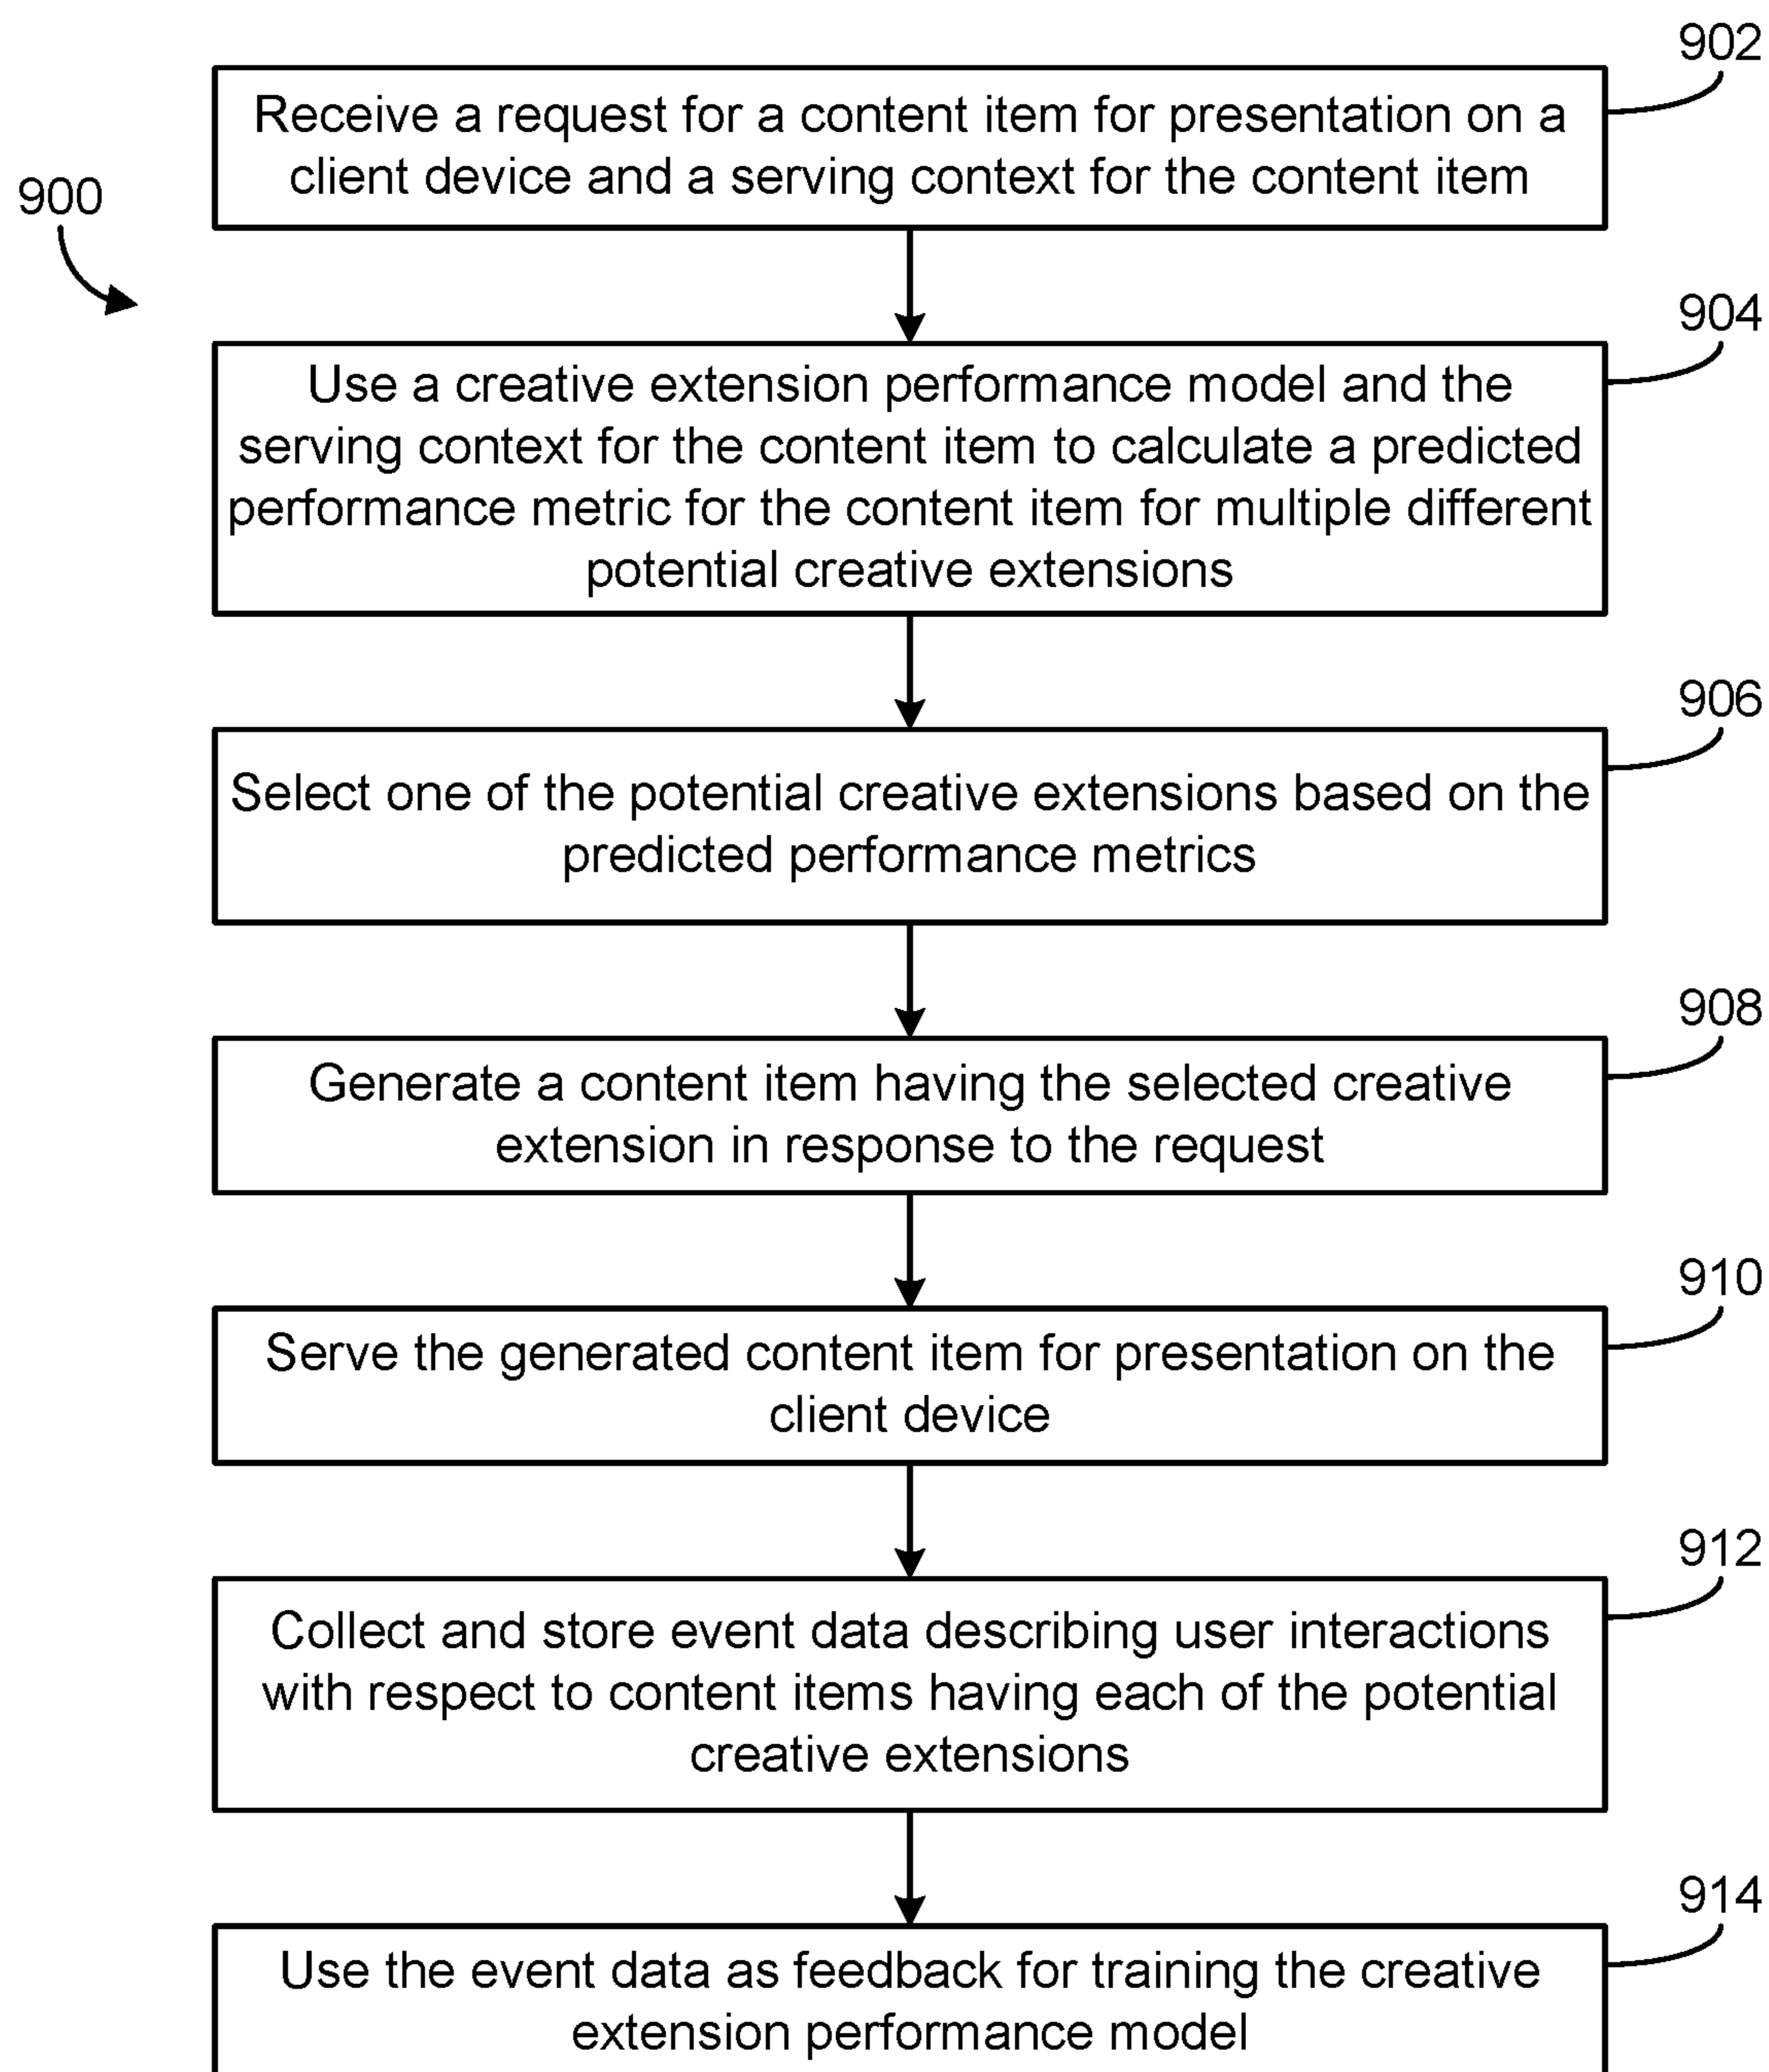 902
Receive a request for a content item for presentation on a
client device and a serving context for the content item
900
904
Use a creative extension performance model and the
serving context for the content item to calculate a predicted
performance metric for the content item for multiple different
potential creative extensions
906
Select one of the potential creative extensions based on the
predicted performance metrics
908
Generate a content item having the selected creative
extension in response to the request
910
Serve the generated content item for presentation on the
client device
912
Collect and store event data describing user interactions
with respect to content items having each of the potential
creative extensions
914
Use the event data as feedback for training the creative
extension performance model